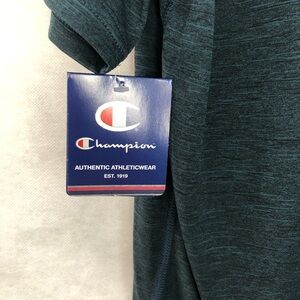 Champion
AUTHENTIC ATHLETICWEAR
EST. 1919